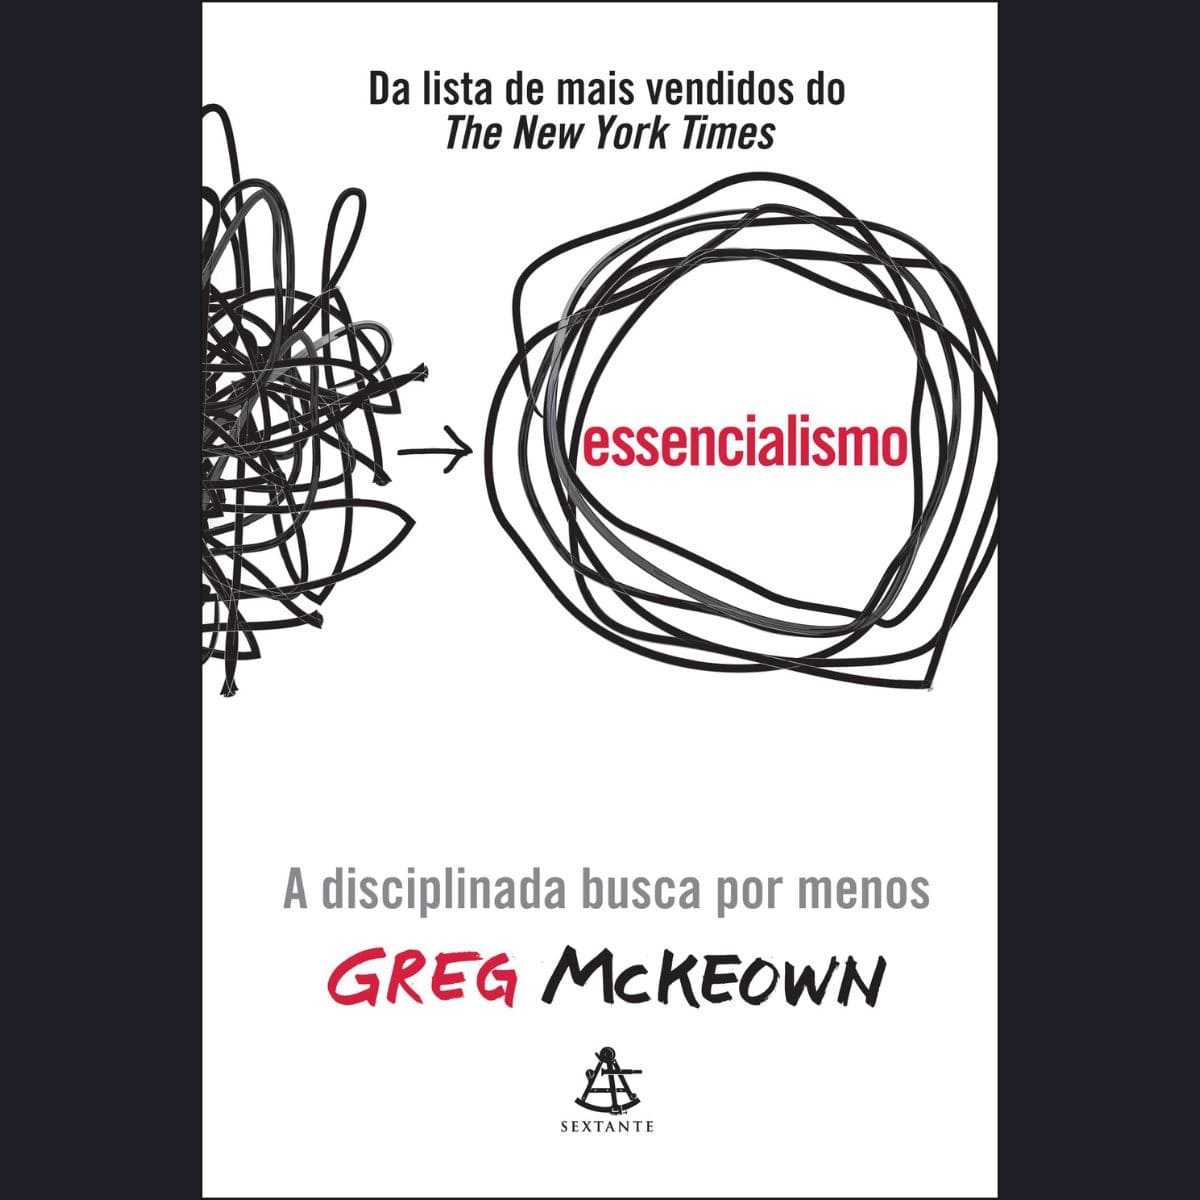 Da lista de mais vendidos do
The New York Times
essencialismo
A disciplinada busca por menos
GREG MCKEOWN
SEXTANTE